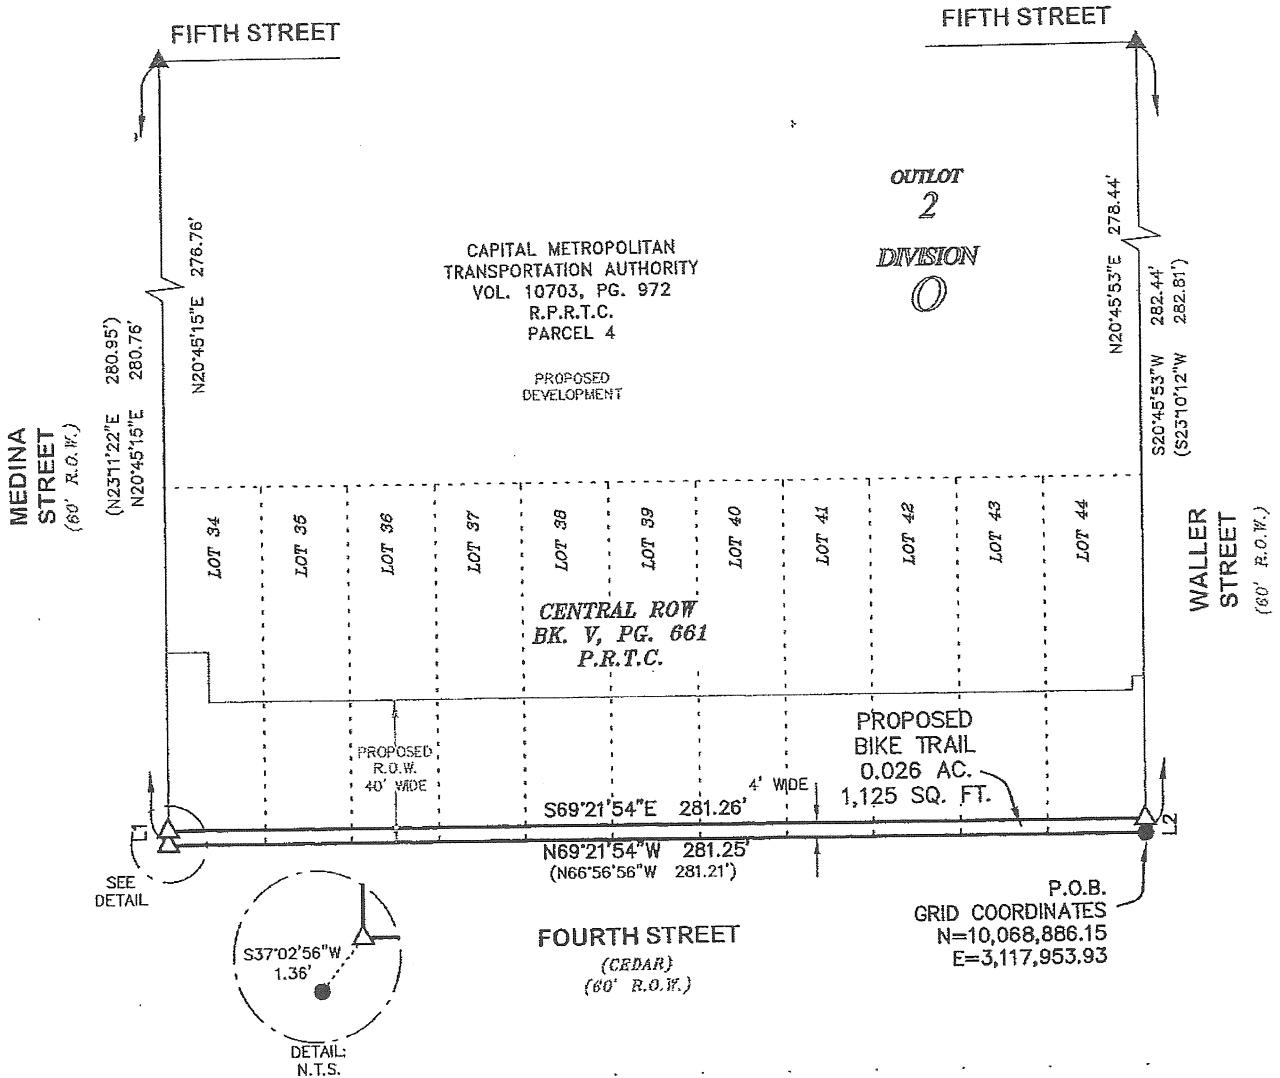 FIFTH STREET
FIFTH STREET
OUTLOT
2
DIVISION
O
CAPITAL METROPOLITAN
TRANSPORTATION AUTHORITY
VOL. 10703, PG. 972
R.P.R.T.C.
PARCEL 4
PROPOSED
DEVELOPMENT
N20°45'15"E 276.76'
(N23°11'22"E 280.95')
N20°45'15"E 280.76'
MEDINA
STREET
(60' R.O.W.)
N20°45'53"E 278.44'
S20°45'53"W 282.44'
(S23°10'12"W 282.81')
WALLER
STREET
(60' R.O.W.)
LOT 34
LOT 35
LOT 36
LOT 37
LOT 38
LOT 39
LOT 40
LOT 41
LOT 42
LOT 43
LOT 44
CENTRAL ROW
BK. V, PG. 661
P.R.T.C.
PROPOSED
R.O.W.
40' WIDE
PROPOSED
BIKE TRAIL
0.026 AC.
1,125 SQ. FT.
4' WIDE
S69°21'54"E 281.26'
N69°21'54"W 281.25'
(N66°56'56"W 281.21')
L1
L2
SEE
DETAIL
P.O.B.
GRID COORDINATES
N=10,068,886.15
E=3,117,953.93
FOURTH STREET
(CEDAR)
(60' R.O.W.)
S37°02'56"W
1.36'
DETAIL:
N.T.S.